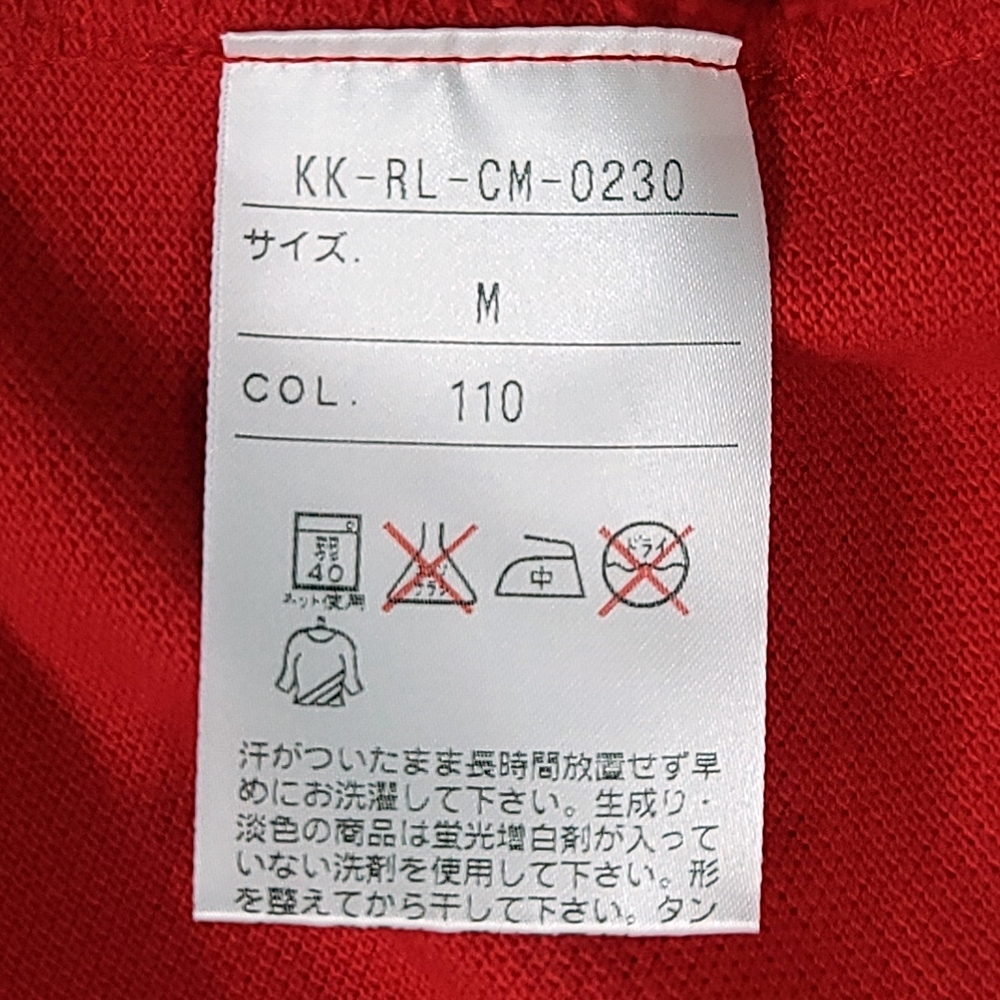 KK-RL-CM-0230
サイズ.
M
COL. 110
弱
40
ネット使用
中
ドライ
汗がついたまま長時間放置せず早
めにお洗濯して下さい。生成り・
淡色の商品は蛍光増白剤が入って
いない洗剤を使用して下さい。形
を整えてから干して下さい。タン